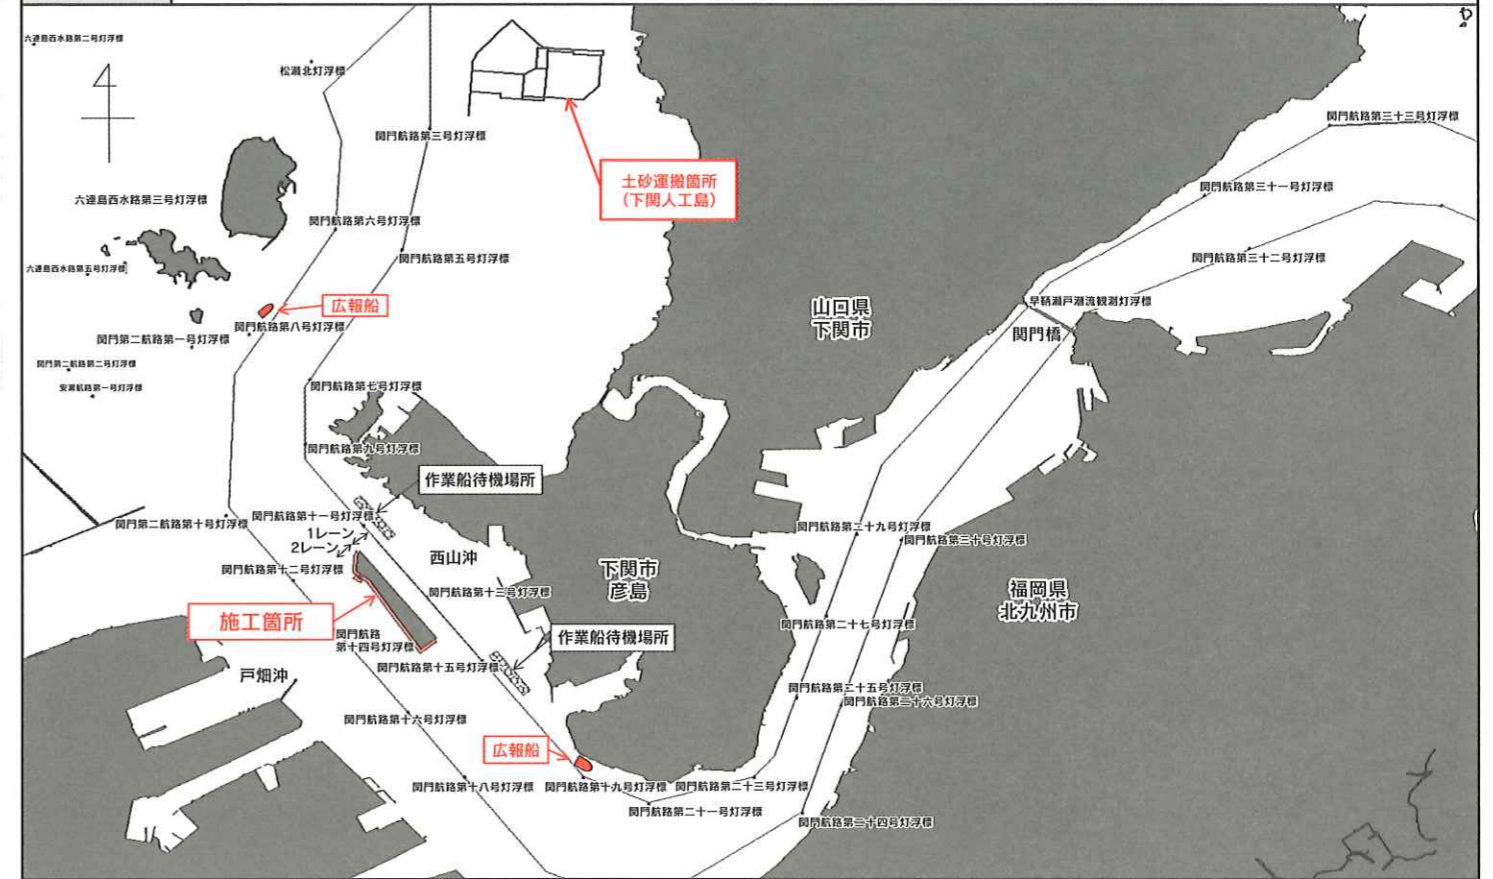 六連島西水路第二号灯浮標
松瀬北灯浮標
関門航路第三号灯浮標
土砂運搬箇所
（下関人工島）
関門航路第三十三号灯浮標
関門航路第三十一号灯浮標
六連島西水路第三号灯浮標
関門航路第六号灯浮標
関門航路第五号灯浮標
関門航路第三十二号灯浮標
六連島西水路第五号灯浮標
広報船
関門航路第八号灯浮標
関門第二航路第一号灯浮標
山口県
下関市
早鞆瀬戸潮流観測灯浮標
関門橋
関門第二航路第二号灯浮標
安瀬航路第一号灯浮標
関門航路第七号灯浮標
関門航路第九号灯浮標
作業船待機場所
関門第二航路第十号灯浮標
関門航路第十一号灯浮標
1レーン
2レーン
西山沖
関門航路第二十九号灯浮標
関門航路第三十号灯浮標
関門航路第十二号灯浮標
下関市
彦島
関門航路第十三号灯浮標
福岡県
北九州市
施工箇所
関門航路
第十四号灯浮標
作業船待機場所
関門航路第二十七号灯浮標
戸畑沖
関門航路第十五号灯浮標
関門航路第二十五号灯浮標
関門航路第二十六号灯浮標
関門航路第十六号灯浮標
広報船
関門航路第十八号灯浮標
関門航路第十九号灯浮標
関門航路第二十三号灯浮標
関門航路第二十一号灯浮標
関門航路第二十四号灯浮標